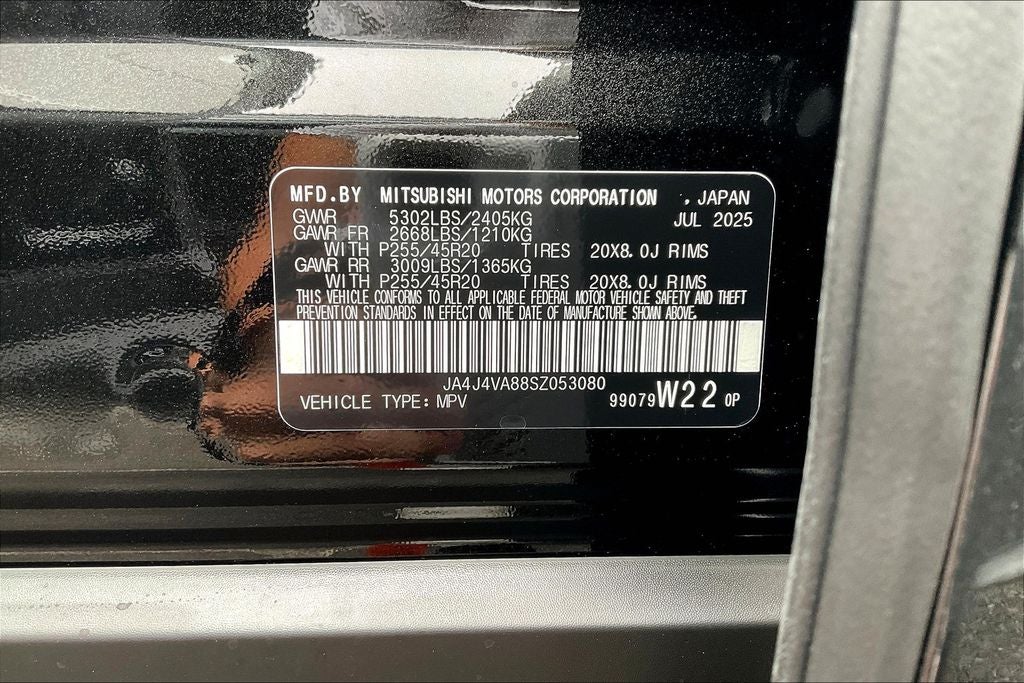 MFD.BY MITSUBISHI MOTORS CORPORATION , JAPAN
GVWR 5302LBS/2405KG JUL 2025
GAWR FR 2668LBS/1210KG
WITH P255/45R20 TIRES 20X8.0J RIMS
GAWR RR 3009LBS/1365KG
WITH P255/45R20 TIRES 20X8.0J RIMS
THIS VEHICLE CONFORMS TO ALL APPLICABLE FEDERAL MOTOR VEHICLE SAFETY AND THEFT
PREVENTION STANDARDS IN EFFECT ON THE DATE OF MANUFACTURE SHOWN ABOVE.
JA4J4VA88SZ053080
VEHICLE TYPE: MPV 99079 W22 0P